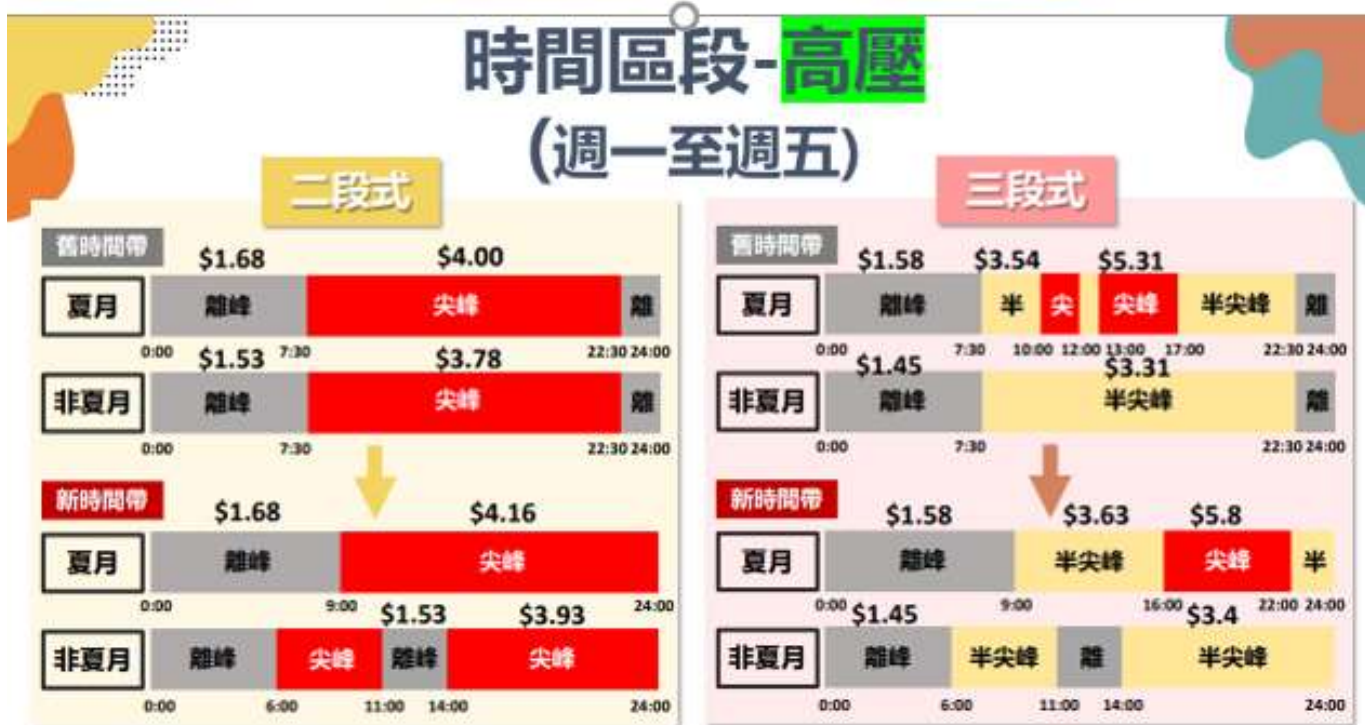 時間區段-高壓
(週一至週五)
二段式
舊時間帶
$1.68 $4.00
夏月 離峰 尖峰 離
0:00 7:30 22:30 24:00
$1.53 $3.78
非夏月 離峰 尖峰 離
0:00 7:30 22:30 24:00
新時間帶
$1.68 $4.16
夏月 離峰 尖峰
0:00 9:00 24:00
$1.53 $3.93
非夏月 離峰 尖峰 離峰 尖峰
0:00 6:00 11:00 14:00 24:00
三段式
舊時間帶
$1.58 $3.54 $5.31
夏月 離峰 半 尖 尖峰 半尖峰 離
0:00 7:30 10:00 12:00 13:00 17:00 22:30 24:00
$1.45 $3.31
非夏月 離峰 半尖峰 離
0:00 7:30 22:30 24:00
新時間帶
$1.58 $3.63 $5.8
夏月 離峰 半尖峰 尖峰 半
0:00 9:00 16:00 22:00 24:00
$1.45 $3.4
非夏月 離峰 半尖峰 離 半尖峰
0:00 6:00 11:00 14:00 24:00